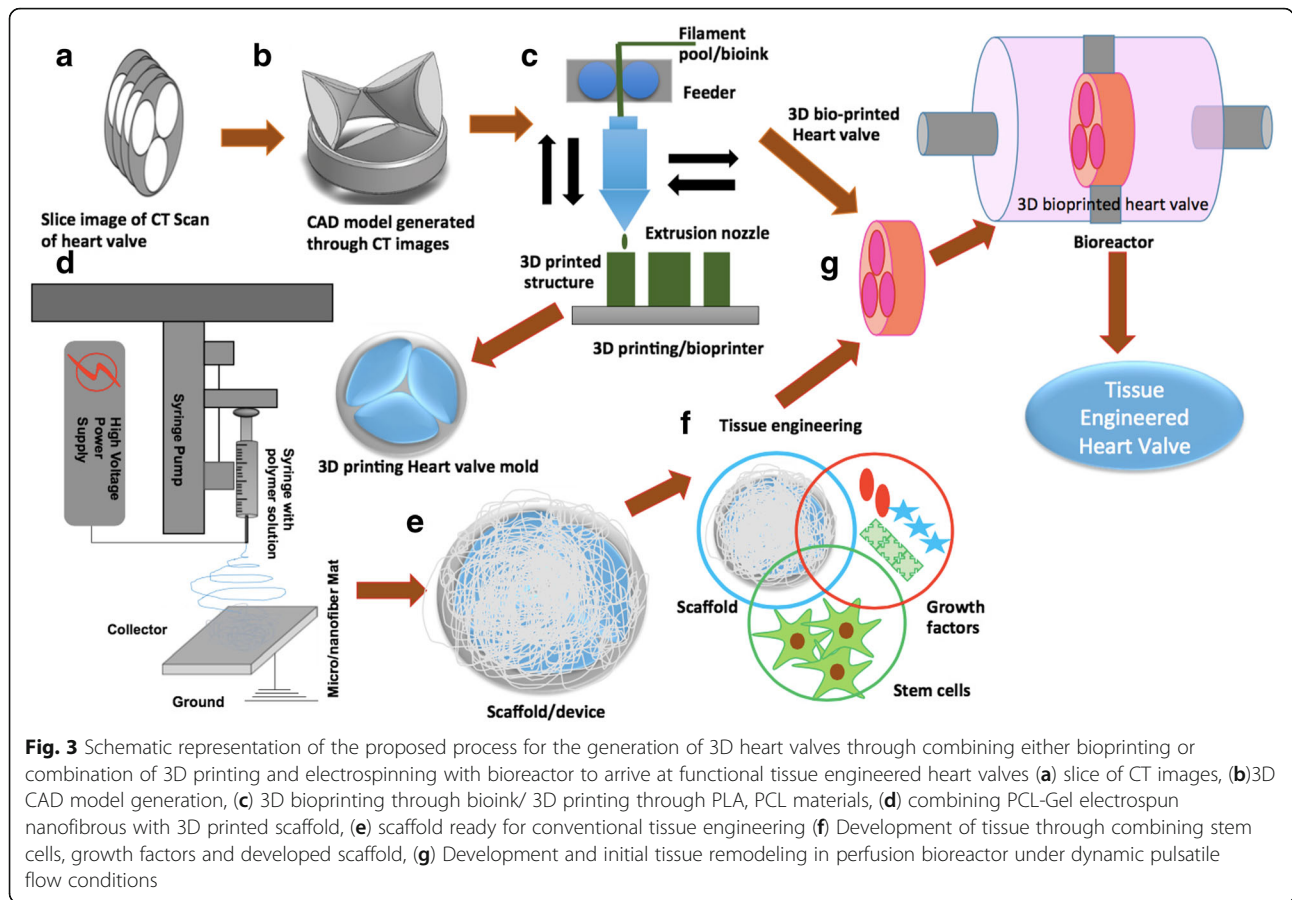 a
Slice image of CT Scan
of heart valve
b
CAD model generated
through CT images
c
Filament
pool/bioink
Feeder
Extrusion nozzle
3D printed
structure
3D printing/bioprinter
3D bio-printed
Heart valve
3D bioprinted heart valve
Bioreactor
Tissue
Engineered
Heart Valve
d
High Voltage
Power
Supply
Syringe Pump
Syringe with
polymer solution
Collector
Ground
Micro/nanofiber Mat
3D printing Heart valve mold
e
Scaffold/device
f
Tissue engineering
Scaffold
Growth
factors
Stem cells
g
Fig. 3 Schematic representation of the proposed process for the generation of 3D heart valves through combining either bioprinting or
combination of 3D printing and electrospinning with bioreactor to arrive at functional tissue engineered heart valves (a) slice of CT images, (b)3D
CAD model generation, (c) 3D bioprinting through bioink/ 3D printing through PLA, PCL materials, (d) combining PCL-Gel electrospun
nanofibrous with 3D printed scaffold, (e) scaffold ready for conventional tissue engineering (f) Development of tissue through combining stem
cells, growth factors and developed scaffold, (g) Development and initial tissue remodeling in perfusion bioreactor under dynamic pulsatile
flow conditions